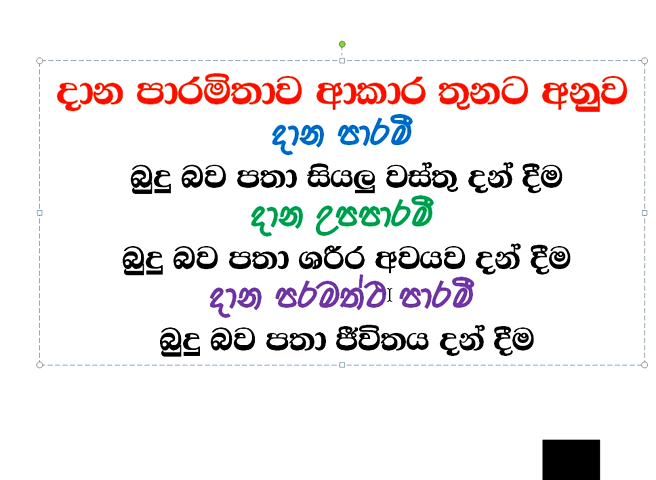 දාන පාරමිතාව ආකාර තුනට අනුව
දාන පාරමී
බුදු බව පතා සියලු වස්තු දන් දීම
දාන උපපාරමී
බුදු බව පතා ශරීර අවයව දන් දීම
දාන පරමත්ථ පාරමී
බුදු බව පතා ජීවිතය දන් දීම